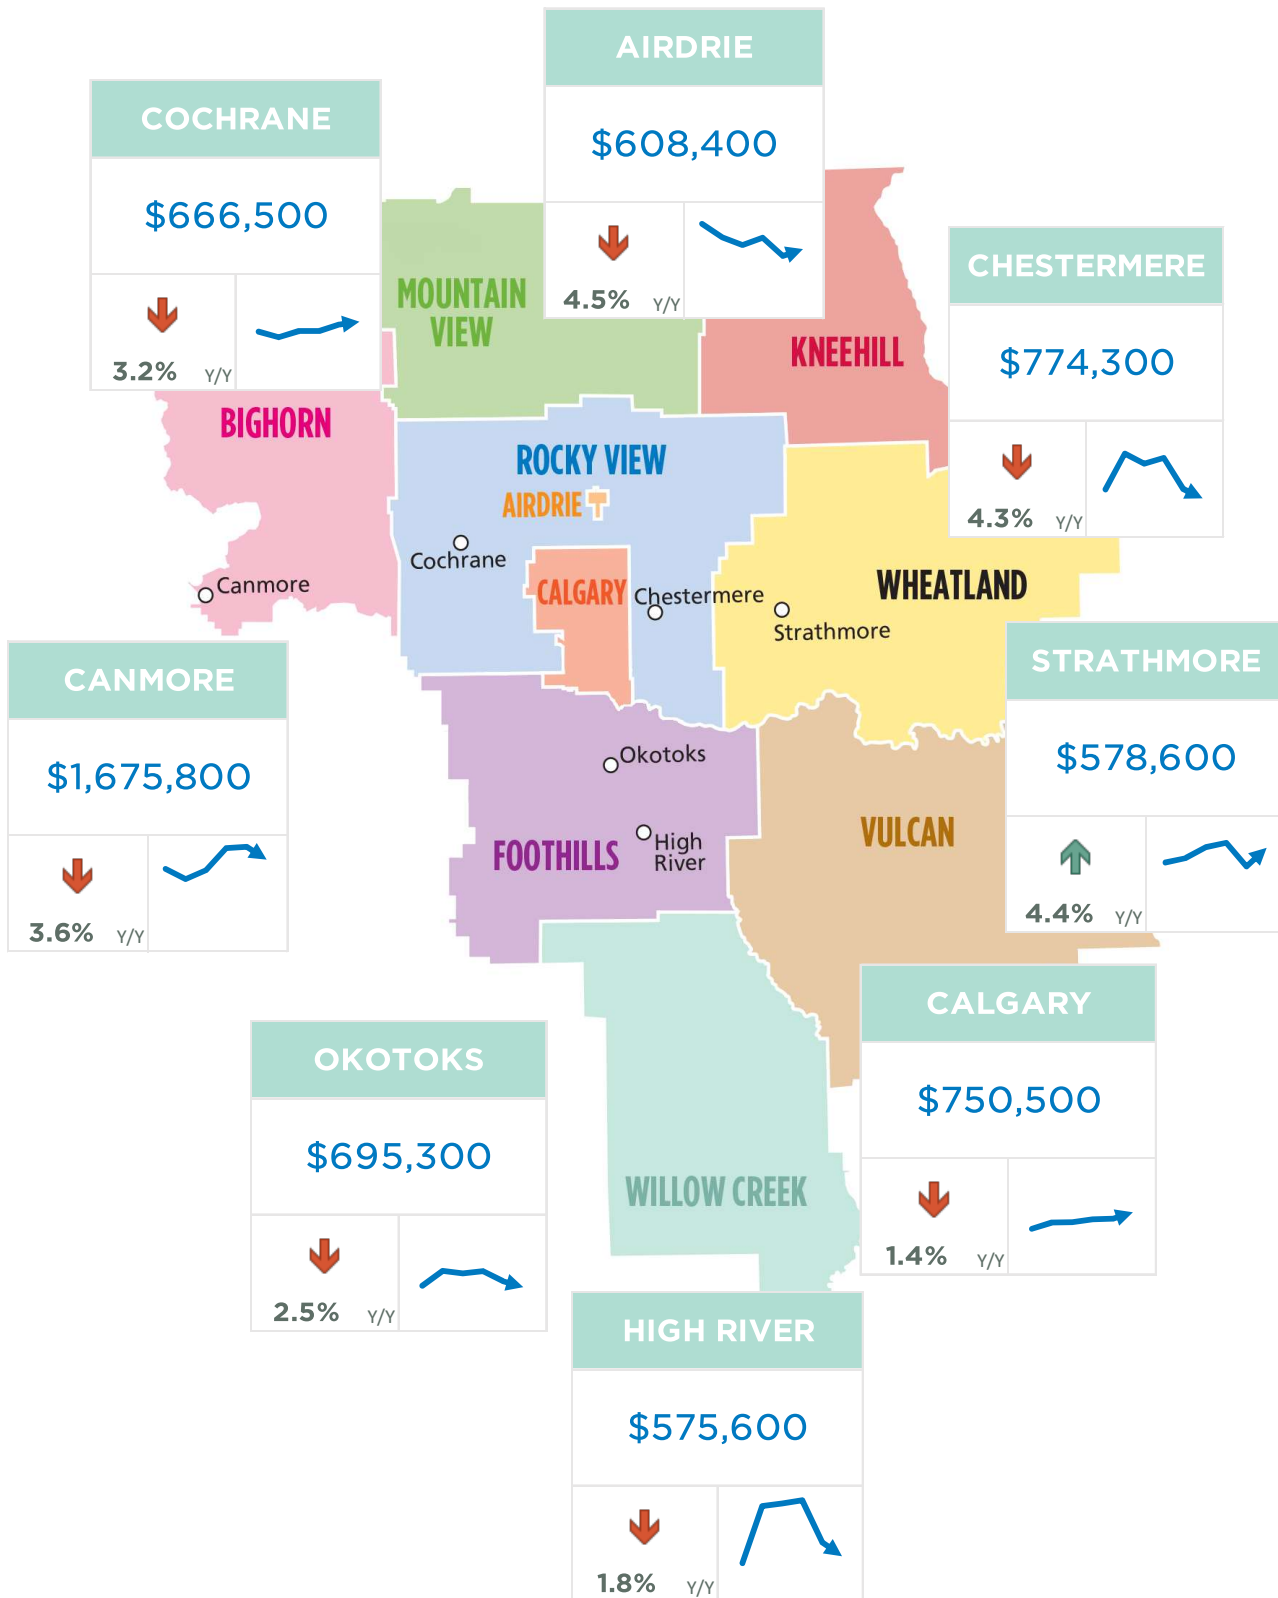 AIRDRIE
$608,400
4.5% Y/Y
COCHRANE
$666,500
3.2% Y/Y
CHESTERMERE
$774,300
4.3% Y/Y
MOUNTAIN
VIEW
KNEEHILL
BIGHORN
ROCKY VIEW
AIRDRIE
Cochrane
Canmore
CALGARY
Chestermere
WHEATLAND
Strathmore
STRATHMORE
$578,600
4.4% Y/Y
CANMORE
$1,675,800
3.6% Y/Y
Okotoks
FOOTHILLS
High
River
VULCAN
CALGARY
$750,500
1.4% Y/Y
OKOTOKS
$695,300
2.5% Y/Y
WILLOW CREEK
HIGH RIVER
$575,600
1.8% Y/Y